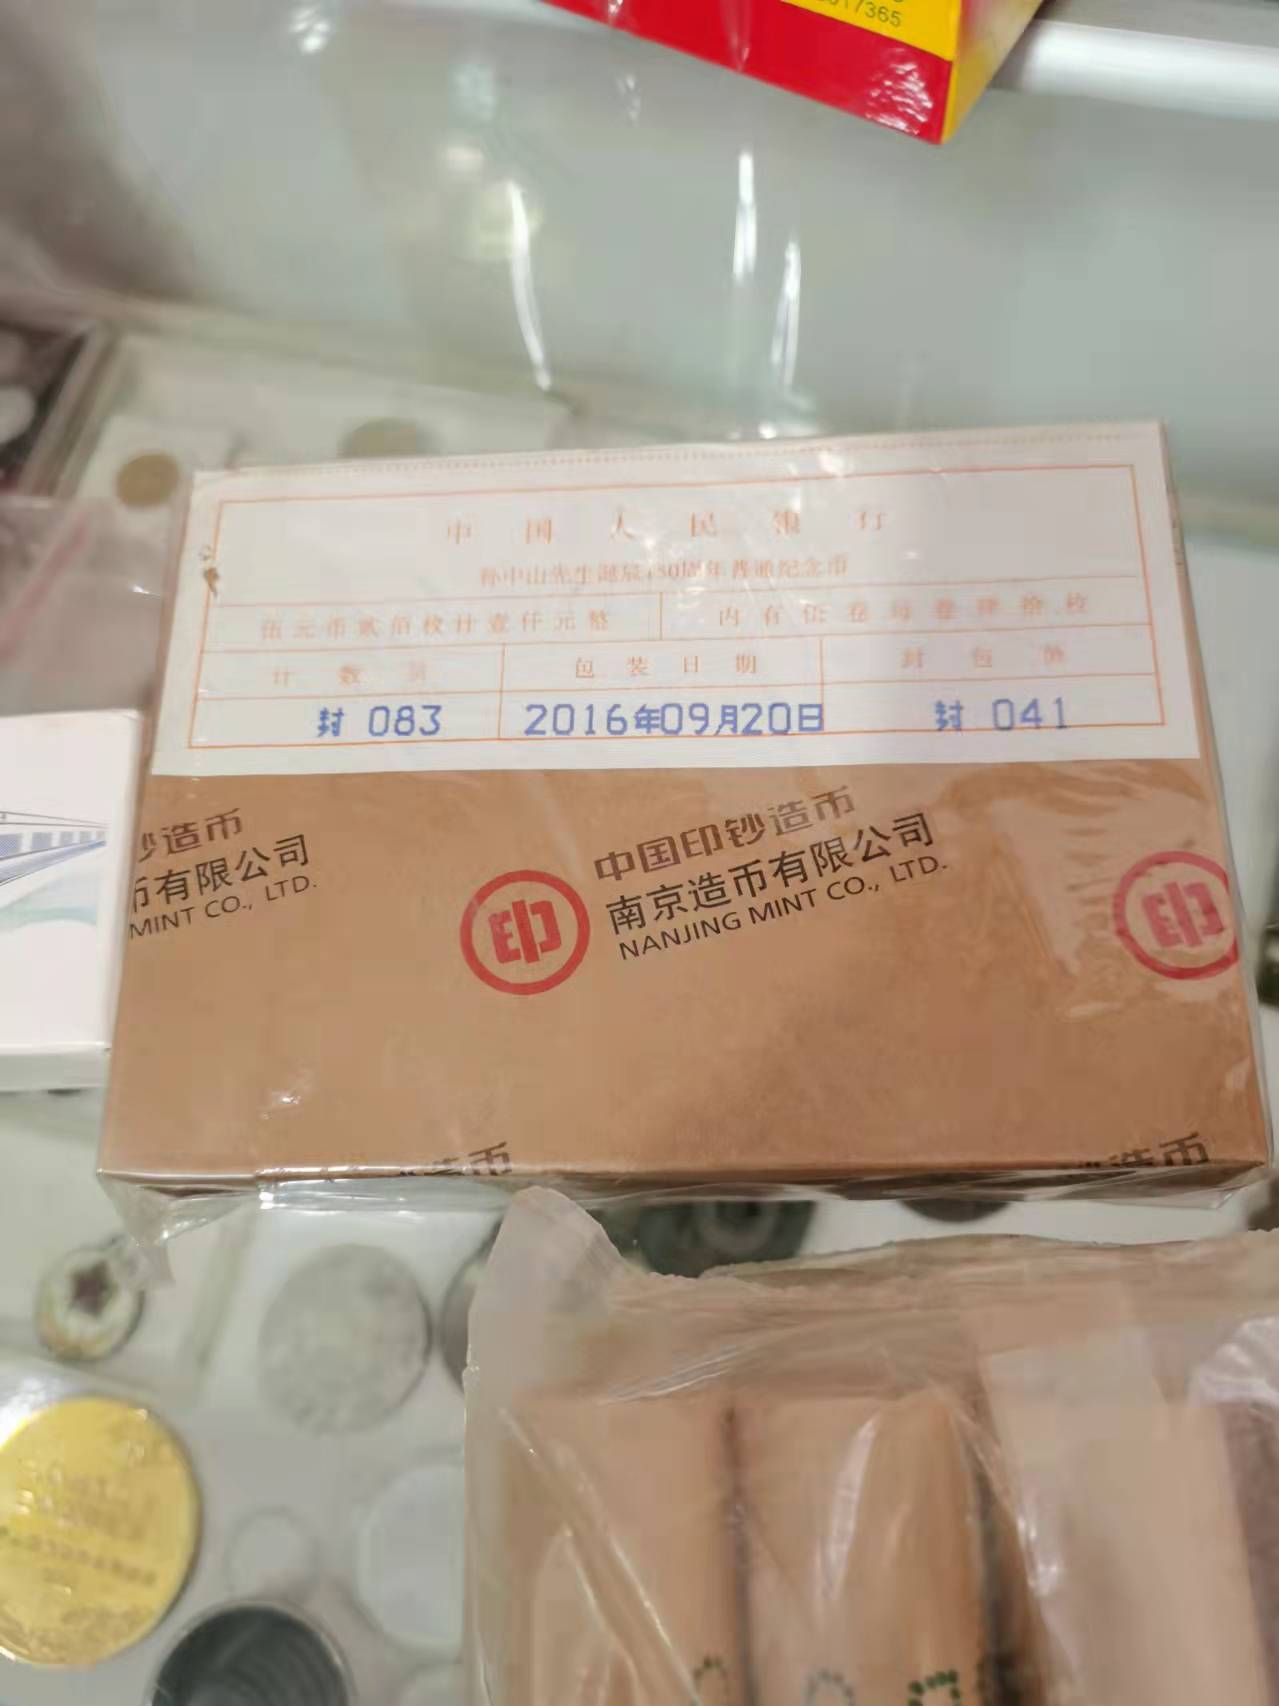 017365
中国人民银行
孙中山先生诞辰150周年普通纪念币
伍元币贰佰枚计壹仟元整
内有伍卷每卷肆拾枚
计数员
包装日期
封包员
封 083
2016年09月20日
封 041
钞造币
币有限公司
MINT CO., LTD.
印
中国印钞造币
南京造币有限公司
NANJING MINT CO., LTD.
印
造币
造币